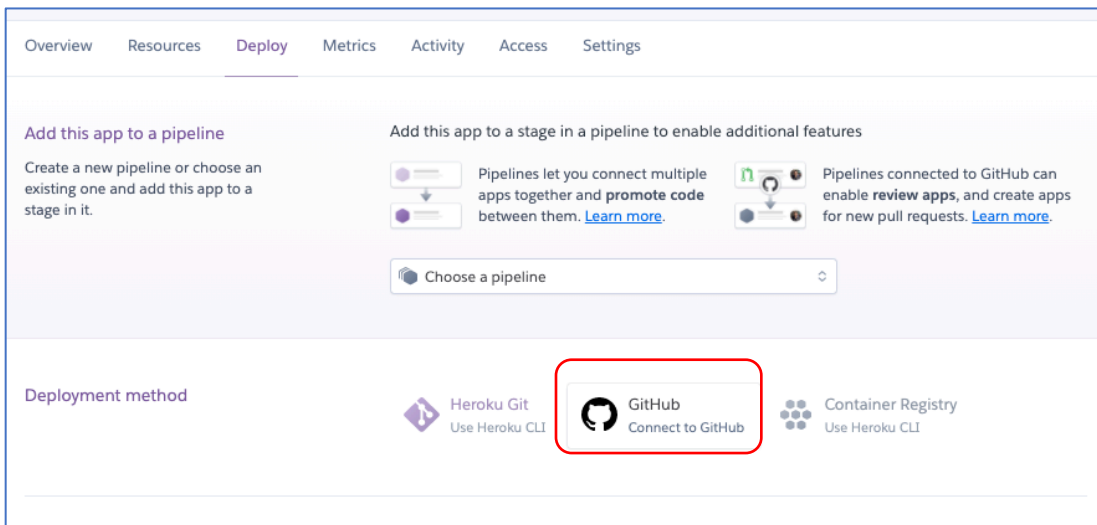 Overview Resources Deploy Metrics Activity Access Settings
Add this app to a pipeline
Create a new pipeline or choose an
existing one and add this app to a
stage in it.
Add this app to a stage in a pipeline to enable additional features
Pipelines let you connect multiple
apps together and promote code
between them. Learn more.
Pipelines connected to GitHub can
enable review apps, and create apps
for new pull requests. Learn more.
Choose a pipeline
Deployment method
Heroku Git
Use Heroku CLI
GitHub
Connect to GitHub
Container Registry
Use Heroku CLI